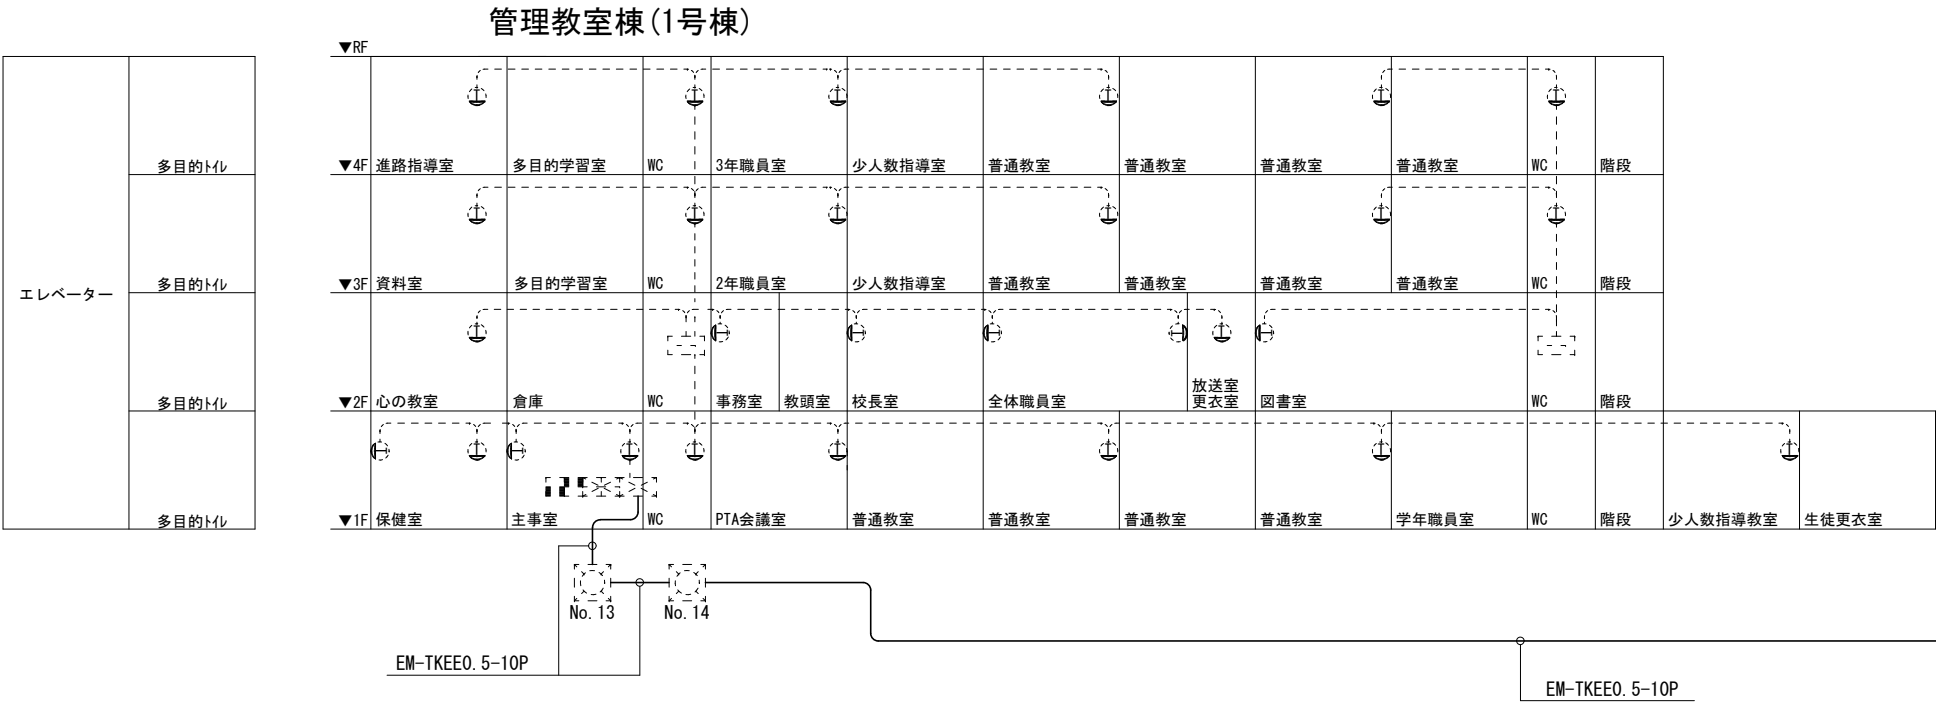 管理教室棟(1号棟)
▼RF
多目的ﾄｲﾚ
▼4F 進路指導室 多目的学習室 WC 3年職員室 少人数指導室 普通教室 普通教室 普通教室 普通教室 WC 階段
エレベーター
多目的ﾄｲﾚ
▼3F 資料室 多目的学習室 WC 2年職員室 少人数指導室 普通教室 普通教室 普通教室 普通教室 WC 階段
放送室
多目的ﾄｲﾚ
▼2F 心の教室 倉庫 WC 事務室 教頭室 校長室 全体職員室 更衣室 図書室 WC 階段
多目的ﾄｲﾚ
▼1F 保健室 主事室 WC PTA会議室 普通教室 普通教室 普通教室 普通教室 学年職員室 WC 階段 少人数指導教室 生徒更衣室
No.13 No.14
EM-TKEE0.5-10P
EM-TKEE0.5-10P